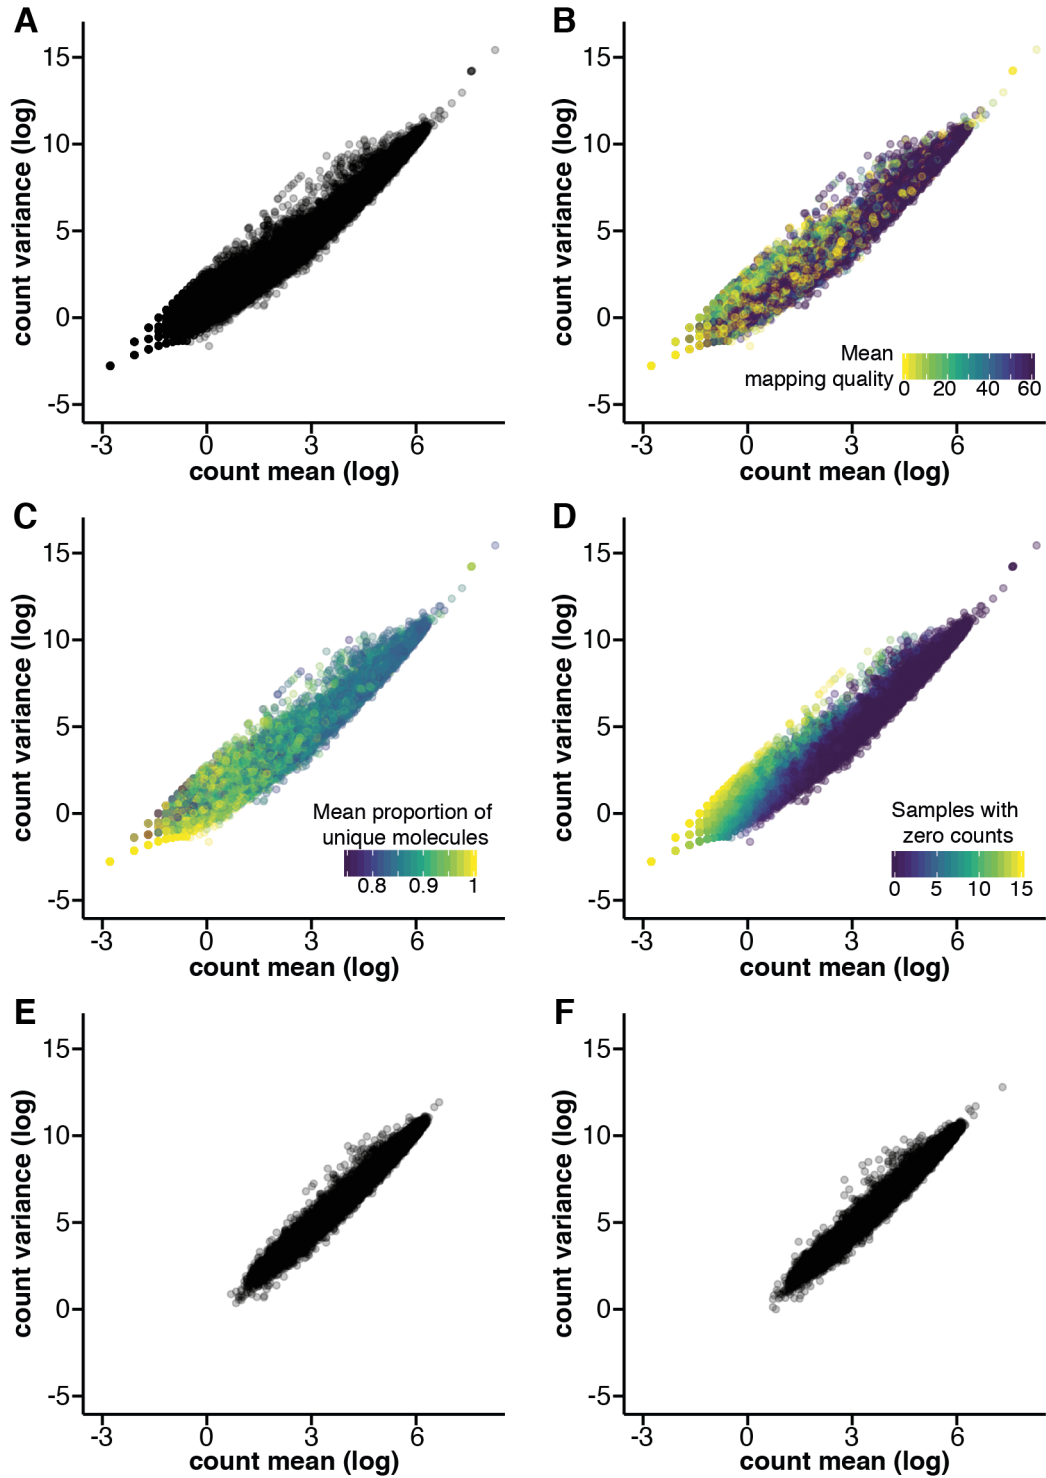 A
B
15
10
5
0
-5
count variance (log)
-3
0
3
6
count mean (log)
15
10
5
0
-5
count variance (log)
Mean
mapping quality
0
20
40
60
-3
0
3
6
count mean (log)
C
D
15
10
5
0
-5
count variance (log)
Mean proportion of
unique molecules
0.8
0.9
1
-3
0
3
6
count mean (log)
15
10
5
0
-5
count variance (log)
Samples with
zero counts
0
5
10
15
-3
0
3
6
count mean (log)
E
F
15
10
5
0
-5
count variance (log)
-3
0
3
6
count mean (log)
15
10
5
0
-5
count variance (log)
-3
0
3
6
count mean (log)